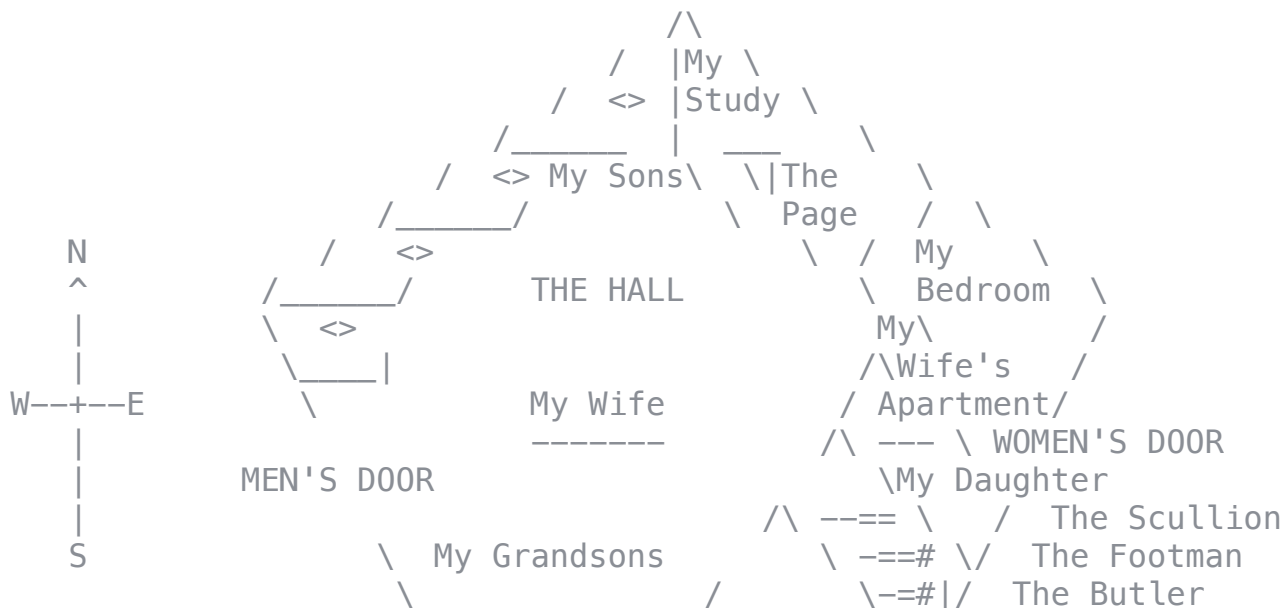 My
Study
My Sons
The
Page
N
My
THE HALL
Bedroom
My
Wife's
W--+--E
My Wife
Apartment
WOMEN'S DOOR
MEN'S DOOR
My Daughter
The Scullion
S
My Grandsons
The Footman
The Butler